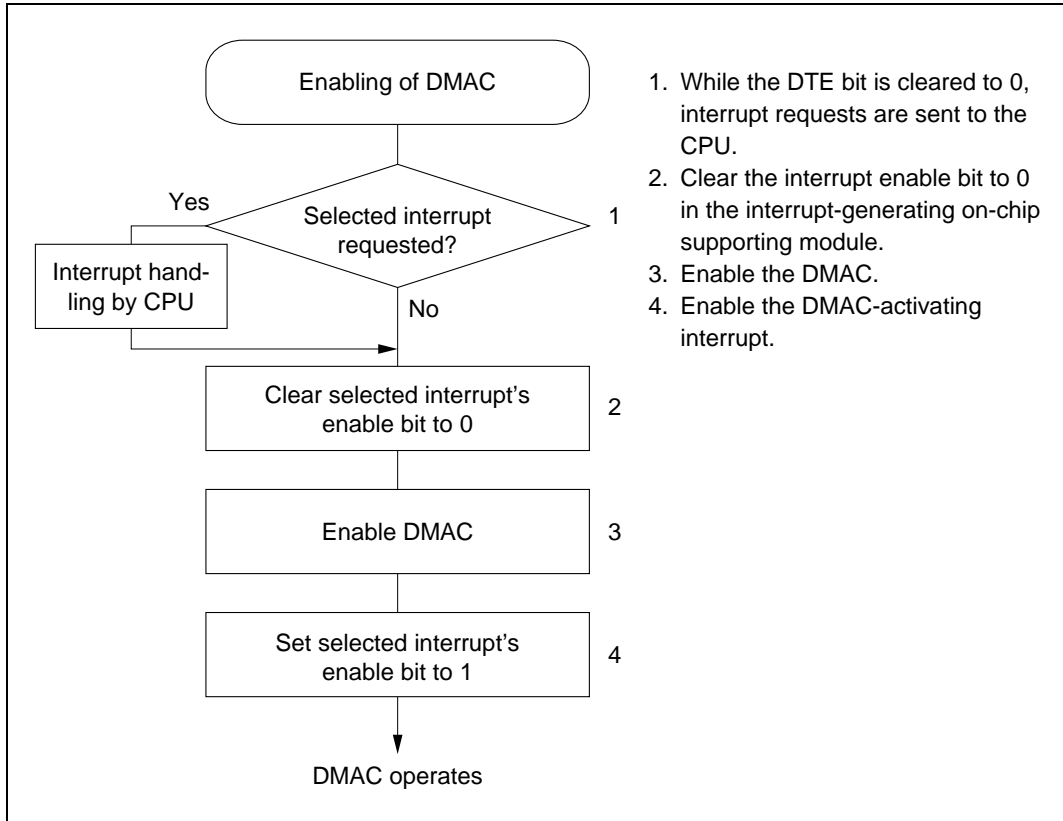 Enabling of DMAC
Yes
Selected interrupt
requested?
1
Interrupt hand-
ling by CPU
No
Clear selected interrupt's
enable bit to 0
2
Enable DMAC
3
Set selected interrupt's
enable bit to 1
4
DMAC operates
1. While the DTE bit is cleared to 0,
interrupt requests are sent to the
CPU.
2. Clear the interrupt enable bit to 0
in the interrupt-generating on-chip
supporting module.
3. Enable the DMAC.
4. Enable the DMAC-activating
interrupt.